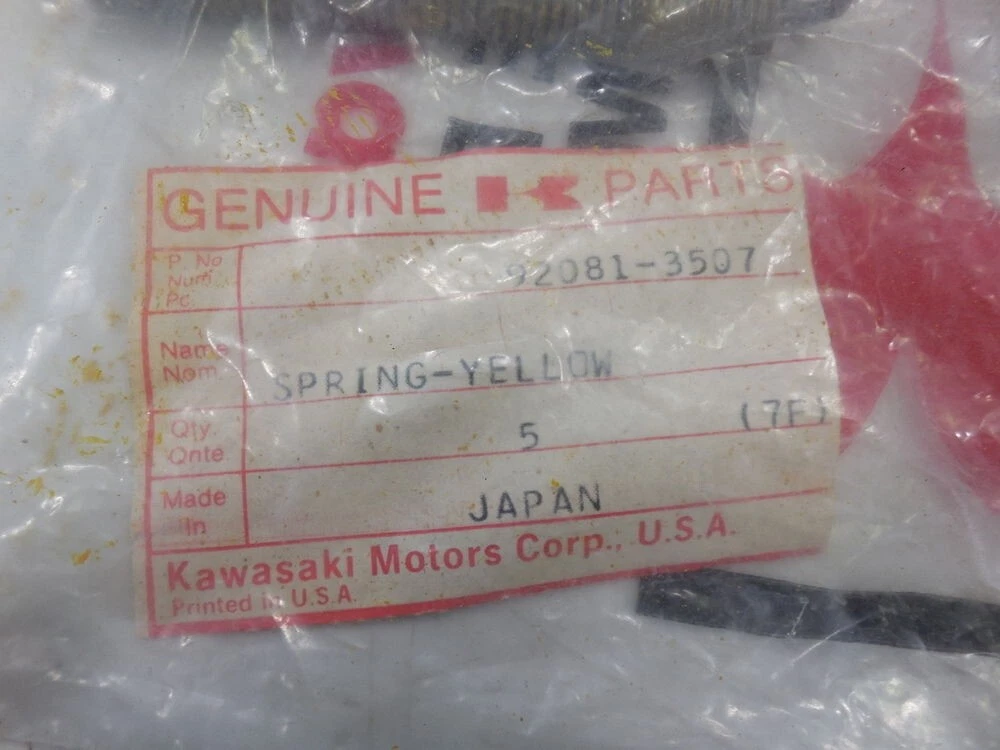 GENUINE K PARTS
P. No
Num.
Pc.
92081-3507
Name
Nom.
SPRING-YELLOW
Qty.
Qnte
5 (7F)
Made
In
JAPAN
Kawasaki Motors Corp., U.S.A.
Printed in U.S.A.